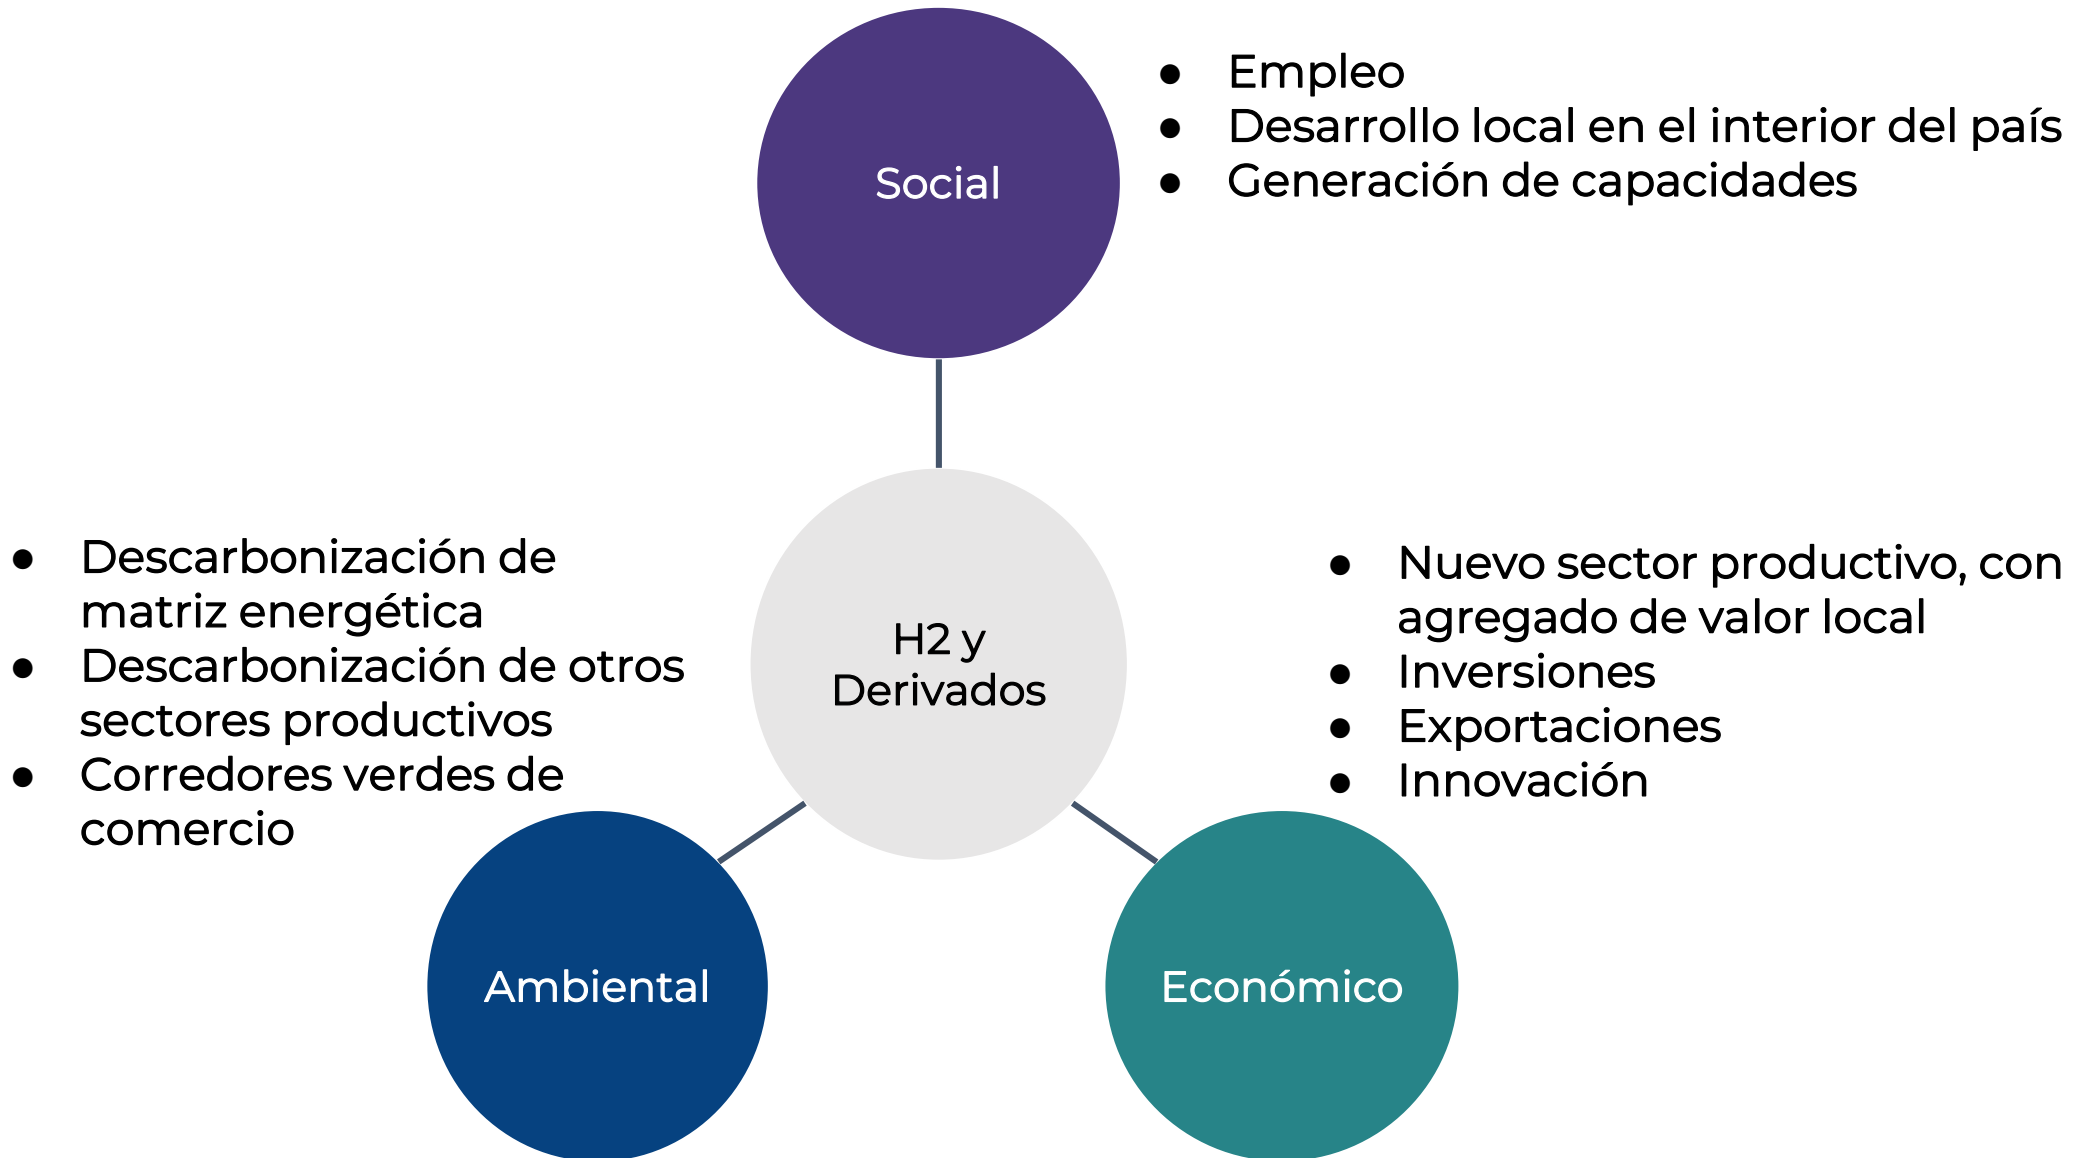 Social
● Empleo
● Desarrollo local en el interior del país
● Generación de capacidades
H2 y
Derivados
● Descarbonización de
matriz energética
● Descarbonización de otros
sectores productivos
● Corredores verdes de
comercio
● Nuevo sector productivo, con
agregado de valor local
● Inversiones
● Exportaciones
● Innovación
Ambiental
Económico